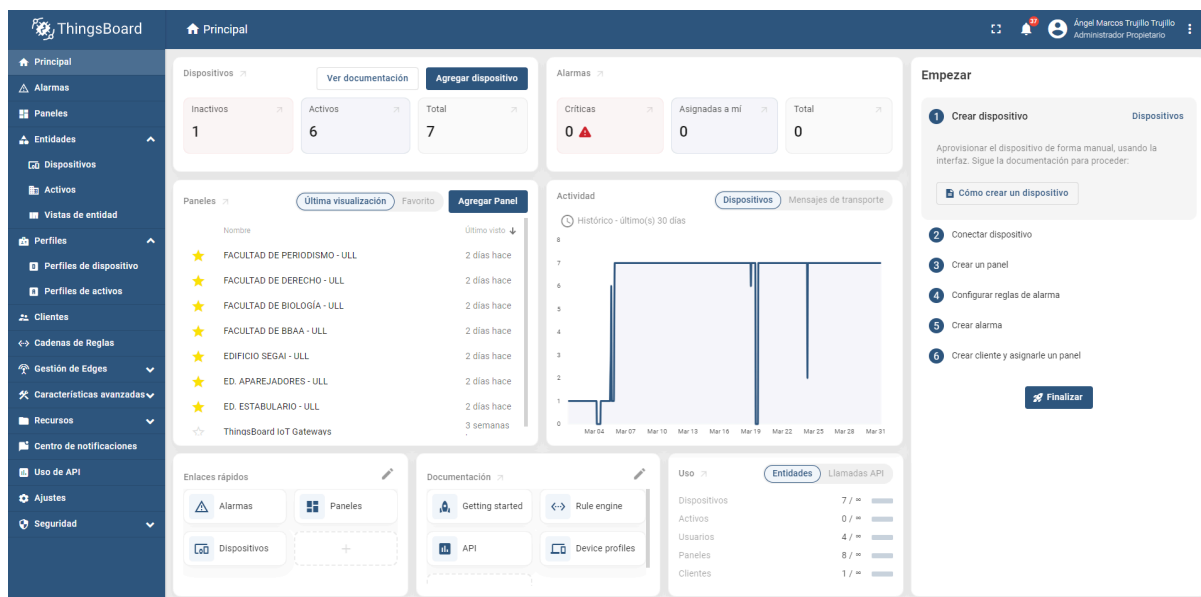 ThingsBoard
Principal
37
Ángel Marcos Trujillo Trujillo
Administrador Propietario
Principal
Alarmas
Paneles
Entidades
Dispositivos
Activos
Vistas de entidad
Perfiles
Perfiles de dispositivo
Perfiles de activos
Clientes
Cadenas de Reglas
Gestión de Edges
Características avanzadas
Recursos
Centro de notificaciones
Uso de API
Ajustes
Seguridad
Dispositivos
Ver documentación
Agregar dispositivo
Inactivos
1
Activos
6
Total
7
Alarmas
Críticas
0
Asignadas a mí
0
Total
0
Paneles
Última visualización
Favorito
Agregar Panel
Nombre
Último visto
FACULTAD DE PERIODISMO - ULL 2 días hace
FACULTAD DE DERECHO - ULL 2 días hace
FACULTAD DE BIOLOGÍA - ULL 2 días hace
FACULTAD DE BBAA - ULL 2 días hace
EDIFICIO SEGAI - ULL 2 días hace
ED. APAREJADORES - ULL 2 días hace
ED. ESTABULARIO - ULL 2 días hace
ThingsBoard IoT Gateways 3 semanas
Actividad
Dispositivos
Mensajes de transporte
Histórico - último(s) 30 días
8
7
6
5
4
3
2
1
0
Mar 04 Mar 07 Mar 10 Mar 13 Mar 16 Mar 19 Mar 22 Mar 25 Mar 28 Mar 31
Enlaces rápidos
Alarmas
Paneles
Dispositivos
+
Documentación
Getting started
Rule engine
API
Device profiles
Uso
Entidades
Llamadas API
Dispositivos 7 / ∞
Activos 0 / ∞
Usuarios 4 / ∞
Paneles 8 / ∞
Clientes 1 / ∞
Empezar
1 Crear dispositivo Dispositivos
Aprovisionar el dispositivo de forma manual, usando la
interfaz. Sigue la documentación para proceder:
Cómo crear un dispositivo
2 Conectar dispositivo
3 Crear un panel
4 Configurar reglas de alarma
5 Crear alarma
6 Crear cliente y asignarle un panel
Finalizar